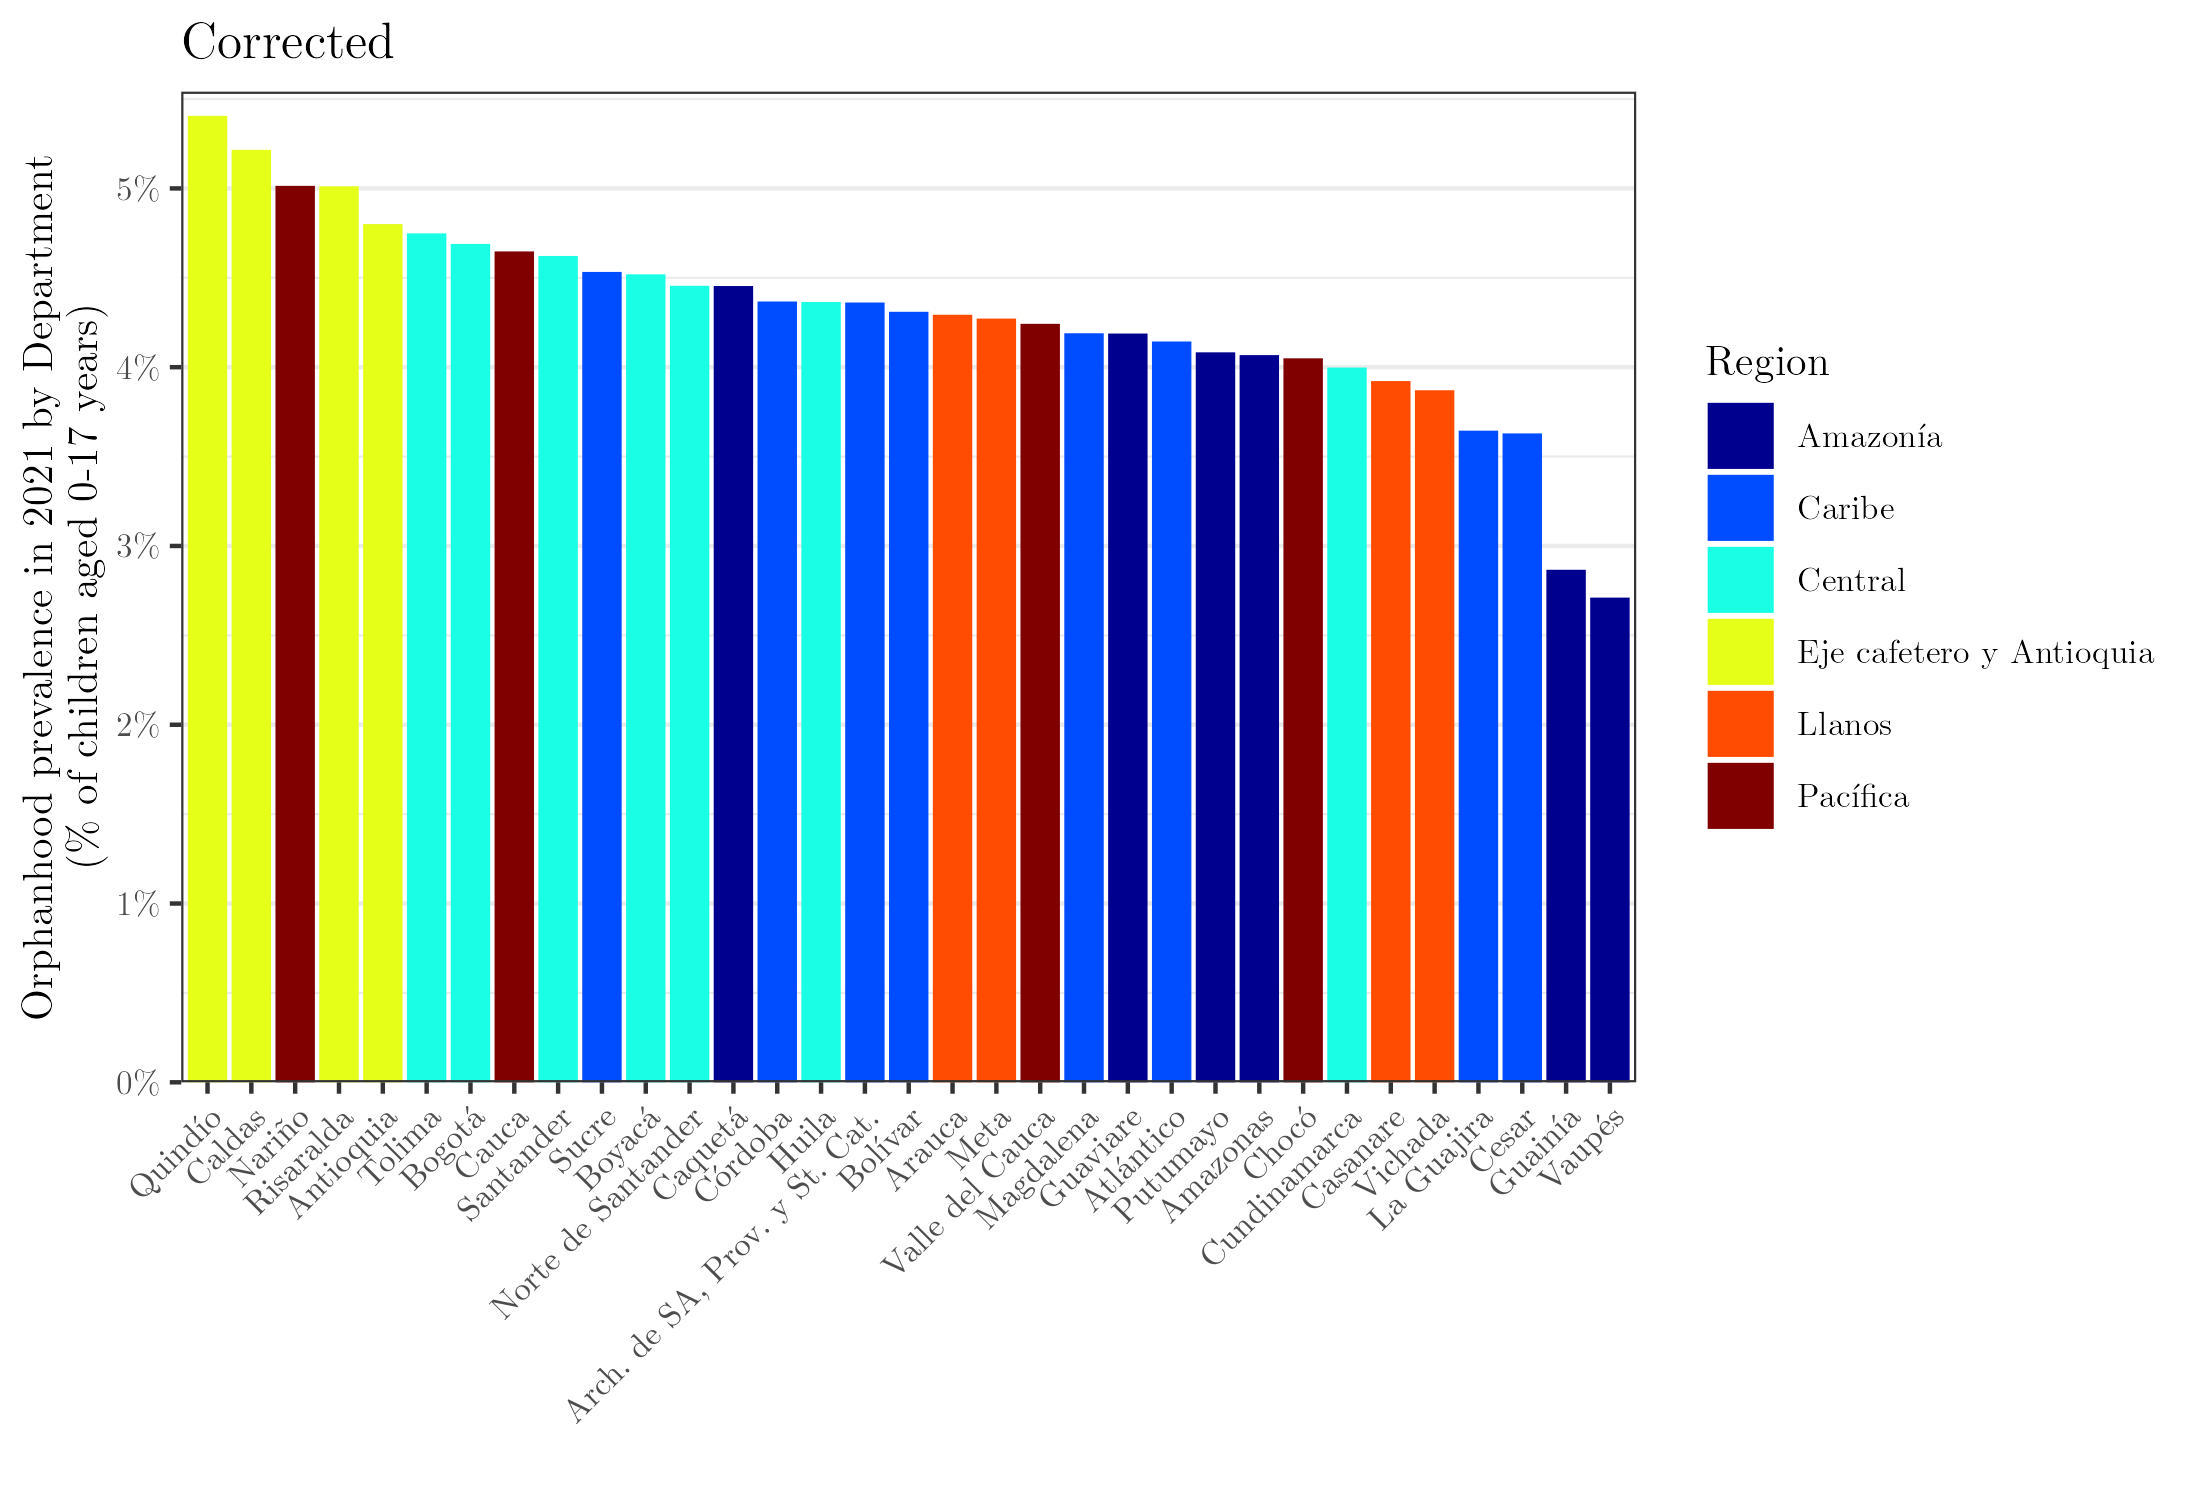 Corrected
Orphanhood prevalence in 2021 by Department
(% of children aged 0-17 years)
5%
4%
3%
2%
1%
0%
Quindío
Caldas
Nariño
Risaralda
Antioquia
Tolima
Bogotá
Cauca
Santander
Sucre
Boyacá
Norte de Santander
Caquetá
Córdoba
Huila
Arch. de SA, Prov. y St. Cat.
Bolívar
Arauca
Meta
Valle del Cauca
Magdalena
Guaviare
Atlántico
Putumayo
Amazonas
Chocó
Cundinamarca
Casanare
Vichada
La Guajira
Cesar
Guainía
Vaupés
Region
Amazonía
Caribe
Central
Eje cafetero y Antioquia
Llanos
Pacífica